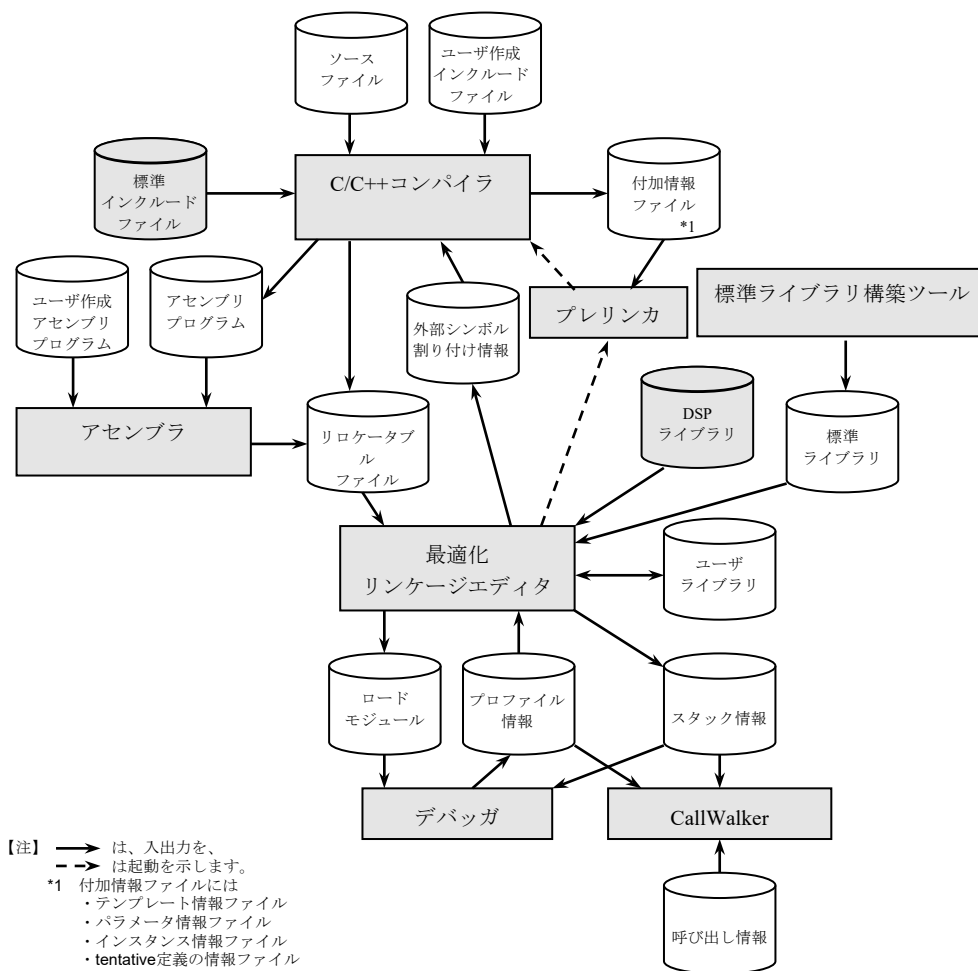 ソース
ファイル
ユーザ作成
インクルード
ファイル
標準
インクルード
ファイル
C/C++コンパイラ
付加情報
ファイル
*1
ユーザ作成
アセンブリ
プログラム
アセンブリ
プログラム
外部シンボル
割り付け情報
プレリンカ
標準ライブラリ構築ツール
アセンブラ
リロケータブ
ル
ファイル
DSP
ライブラリ
標準
ライブラリ
最適化
リンケージエディタ
ユーザ
ライブラリ
ロード
モジュール
プロファイル
情報
スタック情報
デバッガ
CallWalker
呼び出し情報
【注】 は、入出力を、
は起動を示します。
*1 付加情報ファイルには
・テンプレート情報ファイル
・パラメータ情報ファイル
・インスタンス情報ファイル
・tentative定義の情報ファイル